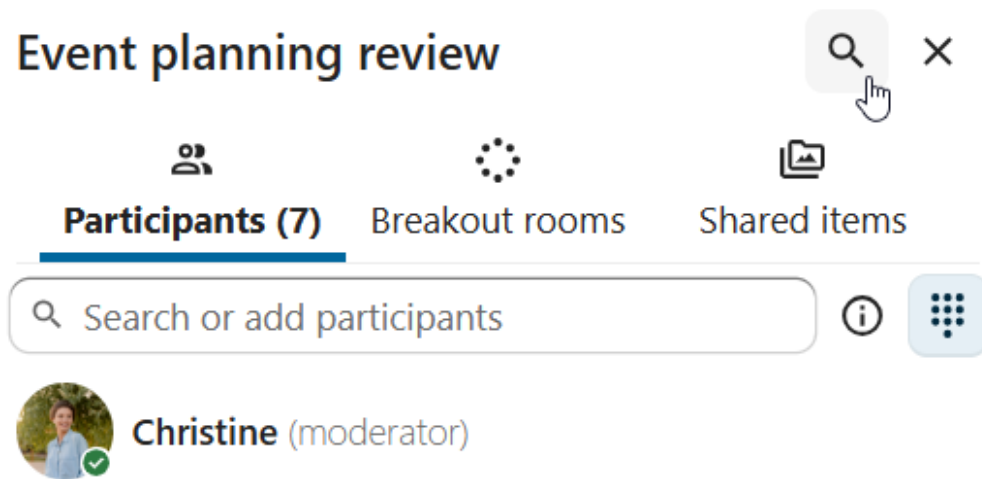 Event planning review
Participants (7) Breakout rooms Shared items
Search or add participants
Christine (moderator)